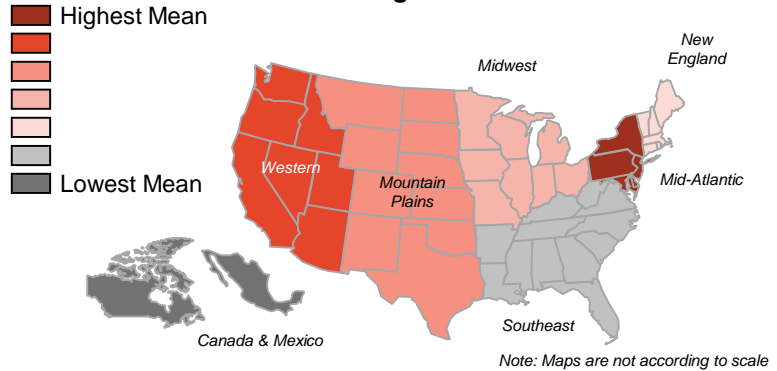 Highest Mean
Lowest Mean
Midwest
New
England
Western
Mountain
Plains
Mid-Atlantic
Southeast
Canada & Mexico
Note: Maps are not according to scale